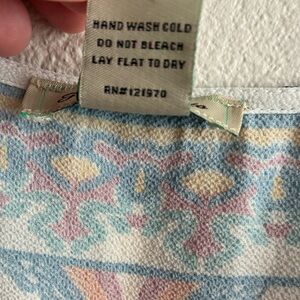 HAND WASH COLD
DO NOT BLEACH
LAY FLAT TO DRY
RN#121970